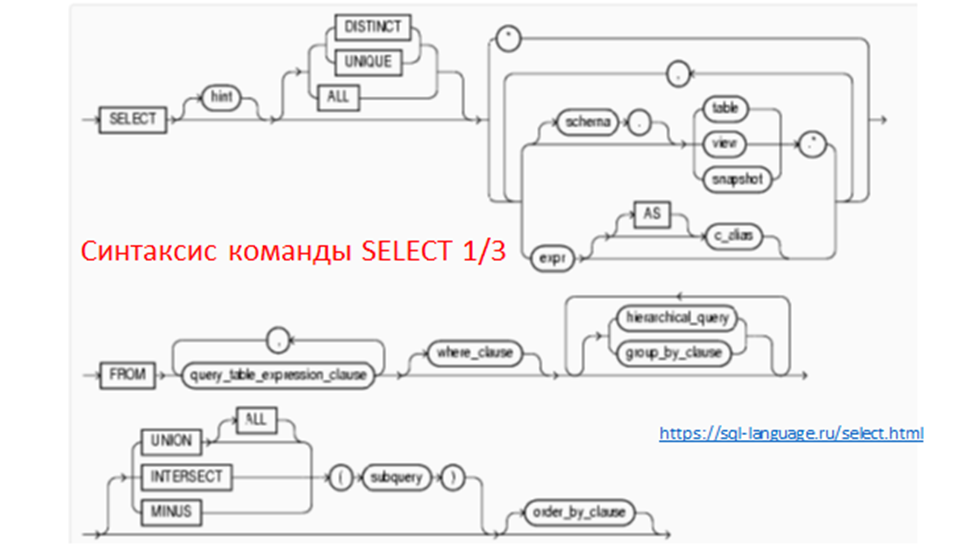 DISTINCT
UNIQUE
ALL
SELECT
hint
*
,
schema
.
table
view
snapshot
.*
AS
expr
c_alias
Синтаксис команды SELECT 1/3
FROM
,
query_table_expression_clause
where_clause
hierarchical_query
group_by_clause
https://sql-language.ru/select.html
UNION
ALL
INTERSECT
MINUS
( subquery )
order_by_clause